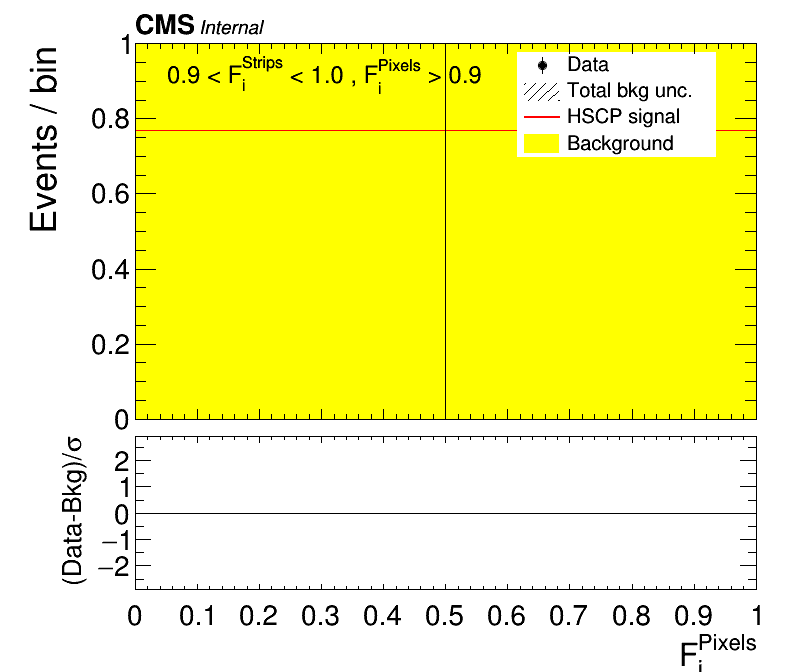 CMS Internal
Events / bin
0.9 < F_i^Strips < 1.0 , F_i^Pixels > 0.9
Data
Total bkg unc.
HSCP signal
Background
1
0.8
0.6
0.4
0.2
0
(Data-Bkg)/σ
2
1
0
−1
−2
0 0.1 0.2 0.3 0.4 0.5 0.6 0.7 0.8 0.9 1
F_i^Pixels